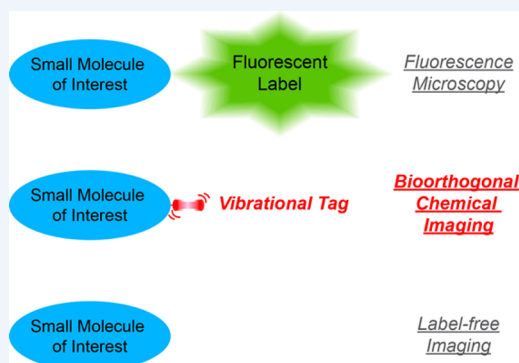 Small Molecule
of Interest
Fluorescent
Label
Fluorescence
Microscopy
Small Molecule
of Interest
Vibrational Tag
Bioorthogonal
Chemical
Imaging
Small Molecule
of Interest
Label-free
Imaging